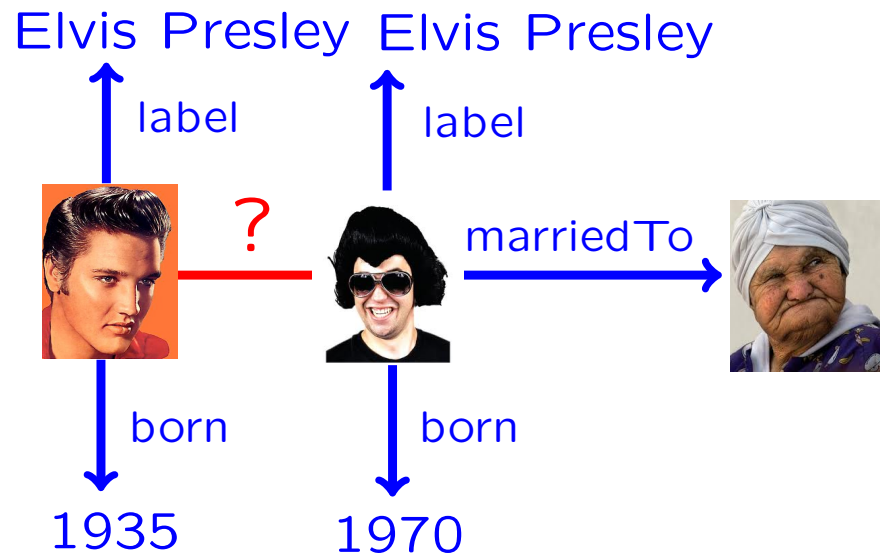 Elvis Presley Elvis Presley
label label
?
marriedTo
born born
1935 1970